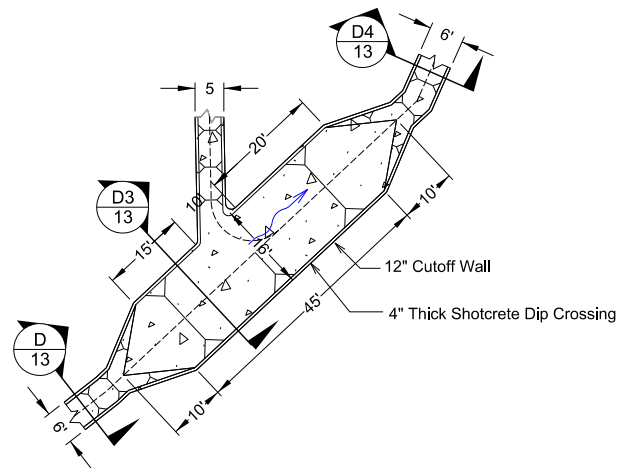 D4
13
6'
5
20'
10'
D3
13
15'
16'
10'
12" Cutoff Wall
45'
4" Thick Shotcrete Dip Crossing
D
13
10'
6'